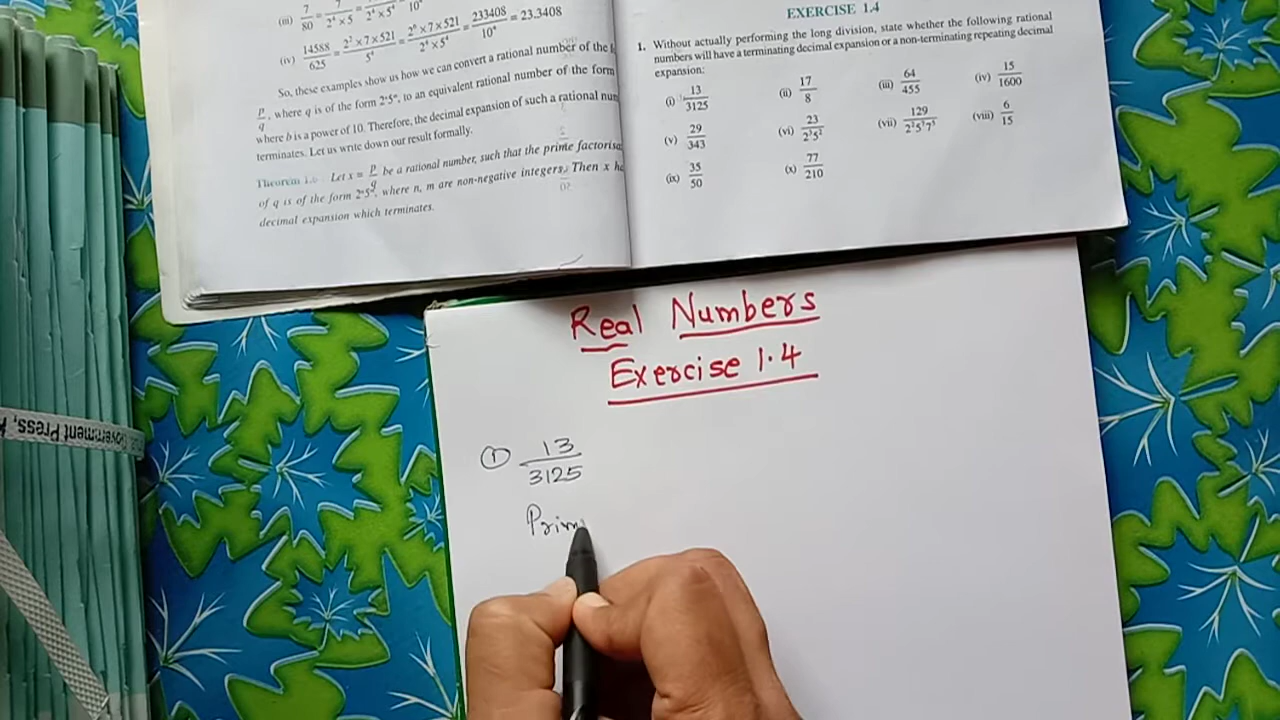 (iii) 7/80 = 7/2⁴ × 5 = /2⁴ × 5⁴ = 10⁴
(iv) 14588/625 = 2² × 7 × 521/5⁴ = 2⁶ × 7 × 521/2⁴ × 5⁴ = 233408/10⁴ = 23.3408
So, these examples show us how we can convert a rational number of the
p/q, where q is of the form 2ⁿ5ᵐ, to an equivalent rational number of the form
where b is a power of 10. Therefore, the decimal expansion of such a rational num
terminates. Let us write down our result formally.
Theorem Let x = p/q be a rational number, such that the prime factorisa
of q is of the form 2ⁿ5ᵐ, where n, m are non-negative integers. Then x ha
decimal expansion which terminates.
EXERCISE 1.4
1. Without actually performing the long division, state whether the following rational
numbers will have a terminating decimal expansion or a non-terminating repeating decimal
expansion:
(i) 13/3125 (ii) 17/8 (iii) 64/455 (iv) 15/1600
(v) 29/343 (vi) 23/2³5² (vii) 129/2²5⁷7⁵ (viii) 6/15
(ix) 35/50 (x) 77/210
Government Press,
Real Numbers
Exercise 1.4
① 13/3125
Prim